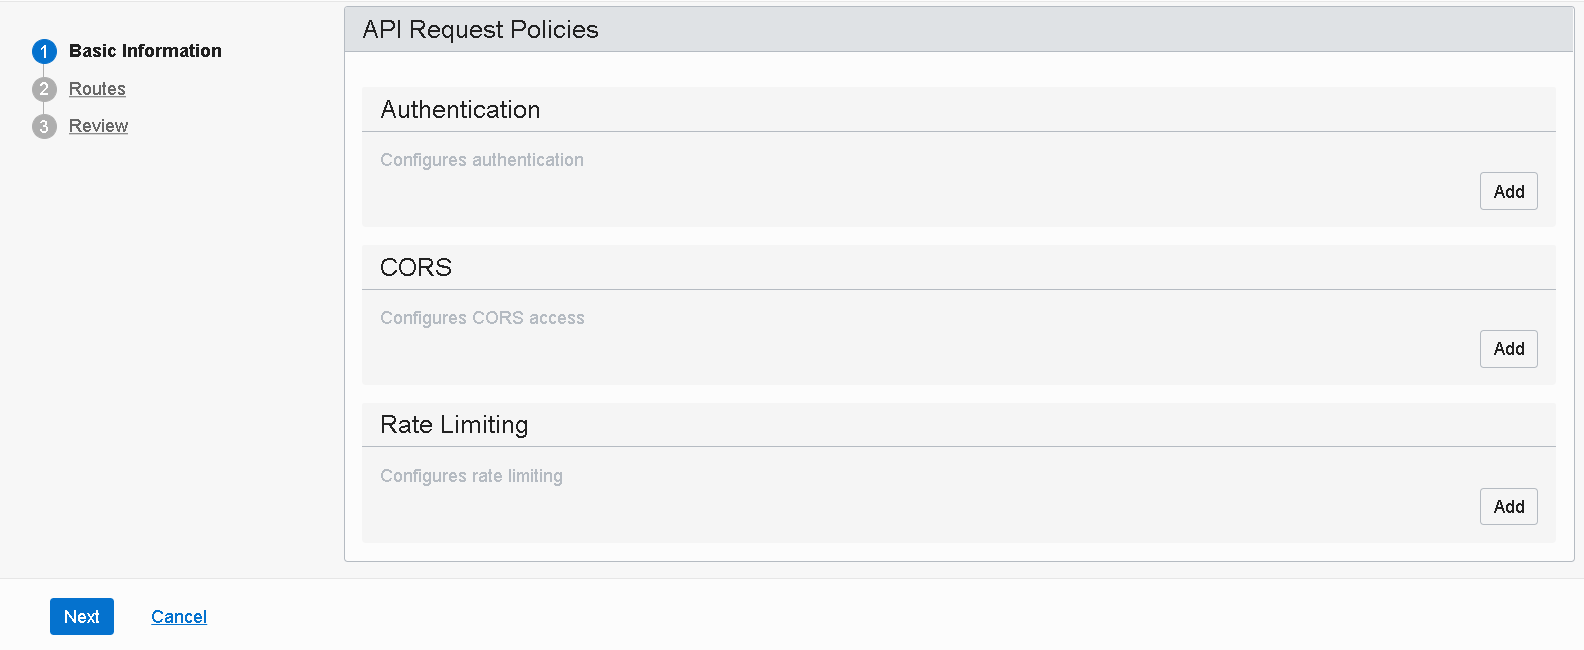 1 Basic Information
2 Routes
3 Review
API Request Policies
Authentication
Configures authentication
Add
CORS
Configures CORS access
Add
Rate Limiting
Configures rate limiting
Add
Next Cancel